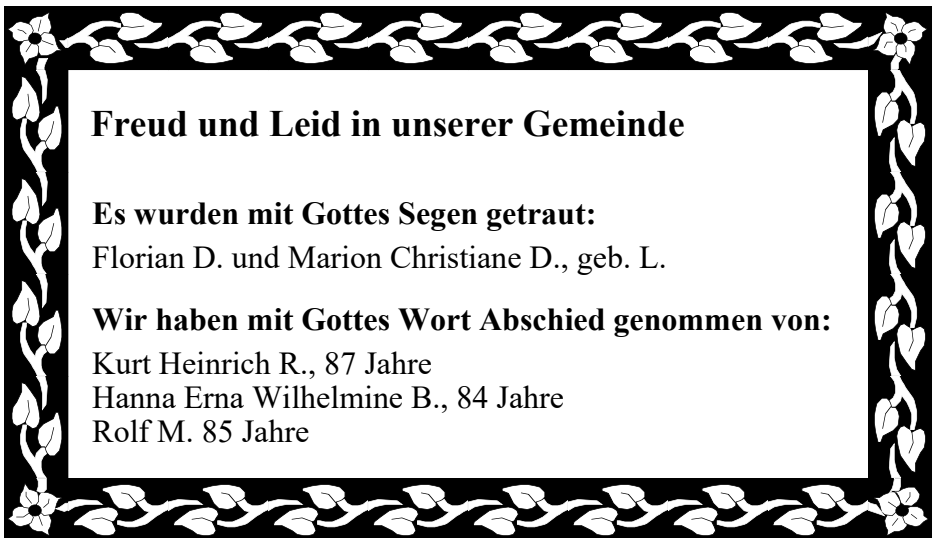 Freud und Leid in unserer Gemeinde
Es wurden mit Gottes Segen getraut:
Florian D. und Marion Christiane D., geb. L.
Wir haben mit Gottes Wort Abschied genommen von:
Kurt Heinrich R., 87 Jahre
Hanna Erna Wilhelmine B., 84 Jahre
Rolf M. 85 Jahre